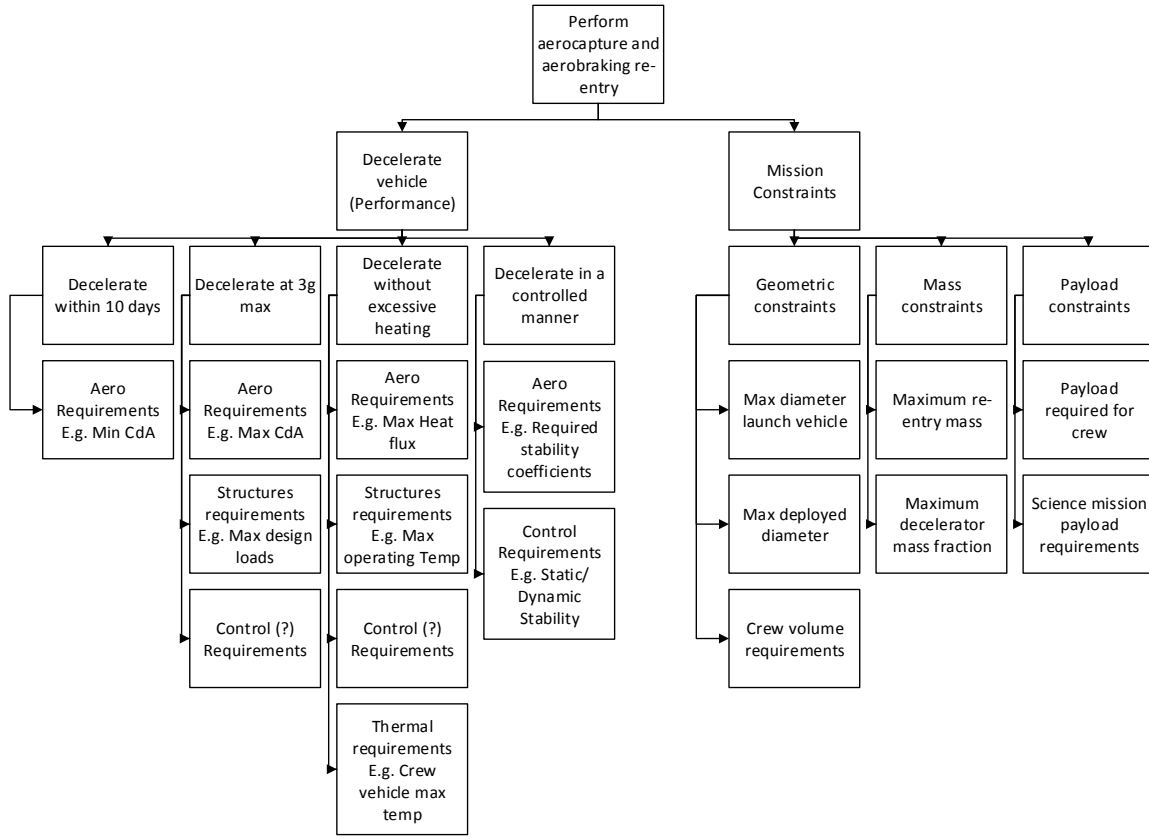 Perform
aerocapture and
aerobraking re-
entry
Decelerate
vehicle
(Performance)
Mission
Constraints
Decelerate
within 10 days
Decelerate at 3g
max
Decelerate
without
excessive
heating
Decelerate in a
controlled
manner
Geometric
constraints
Mass
constraints
Payload
constraints
Aero
Requirements
E.g. Min CdA
Aero
Requirements
E.g. Max CdA
Aero
Requirements
E.g. Max Heat
flux
Aero
Requirements
E.g. Required
stability
coefficients
Max diameter
launch vehicle
Maximum re-
entry mass
Payload
required for
crew
Structures
requirements
E.g. Max design
loads
Structures
requirements
E.g. Max
operating Temp
Control
Requirements
E.g. Static/
Dynamic
Stability
Max deployed
diameter
Maximum
decelerator
mass fraction
Science mission
payload
requirements
Control (?)
Requirements
Control (?)
Requirements
Crew volume
requirements
Thermal
requirements
E.g. Crew
vehicle max
temp